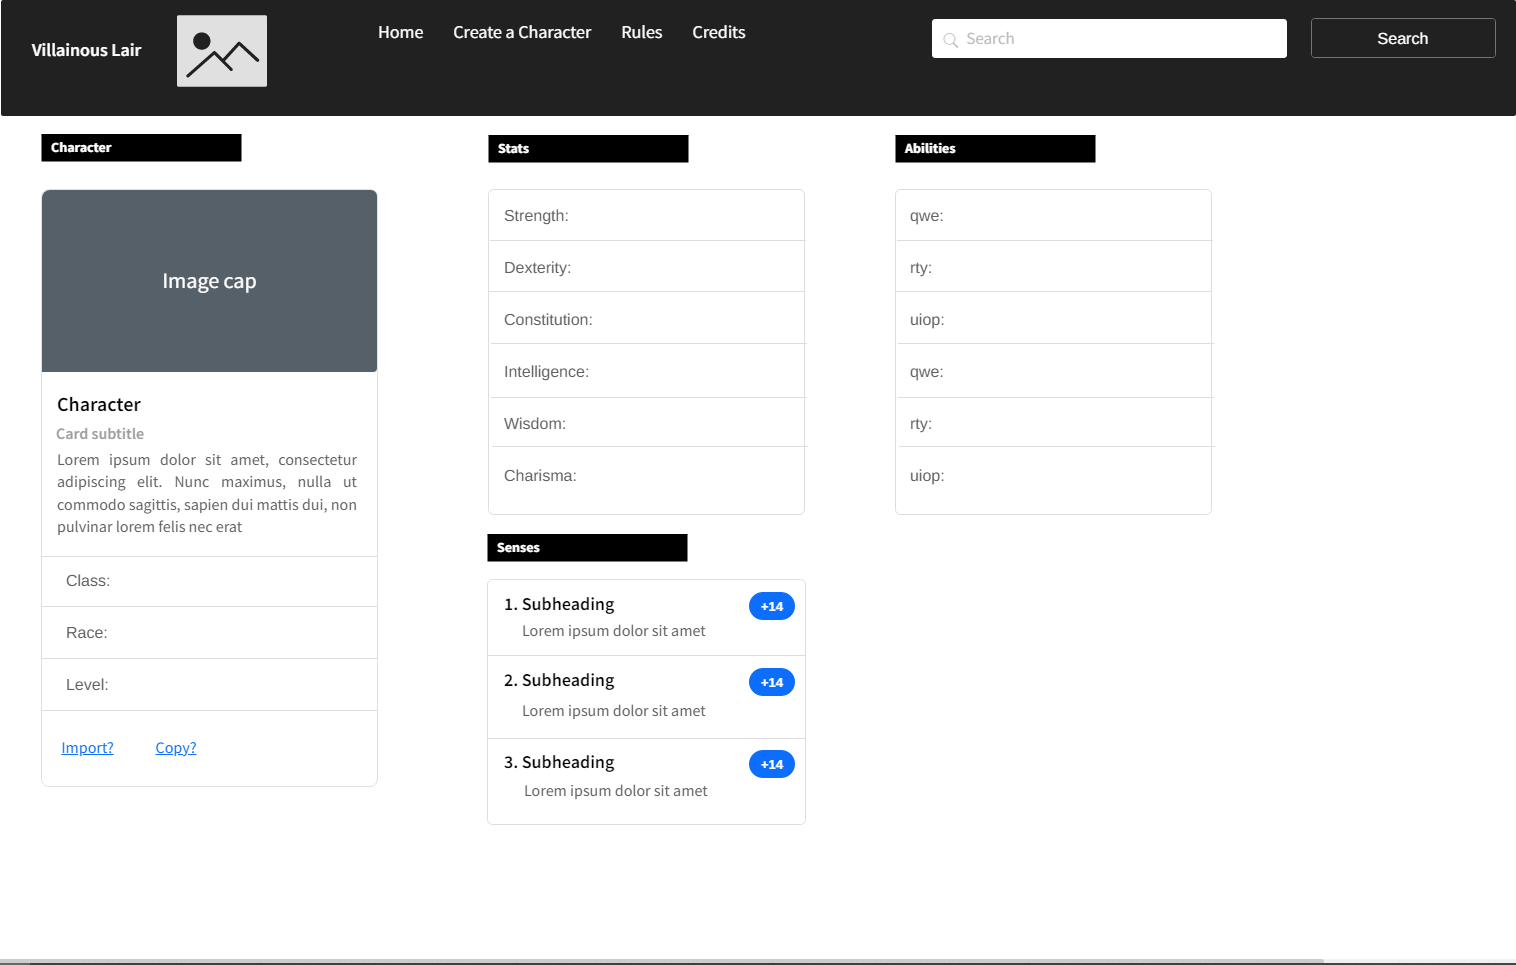 Villainous Lair
Home
Create a Character
Rules
Credits
Search
Search
Character
Image cap
Character
Card subtitle
Lorem ipsum dolor sit amet, consectetur
adipiscing elit. Nunc maximus, nulla ut
commodo sagittis, sapien dui mattis dui, non
pulvinar lorem felis nec erat
Class:
Race:
Level:
Import?
Copy?
Stats
Strength:
Dexterity:
Constitution:
Intelligence:
Wisdom:
Charisma:
Senses
1. Subheading
+14
Lorem ipsum dolor sit amet
2. Subheading
+14
Lorem ipsum dolor sit amet
3. Subheading
+14
Lorem ipsum dolor sit amet
Abilities
qwe:
rty:
uiop:
qwe:
rty:
uiop: